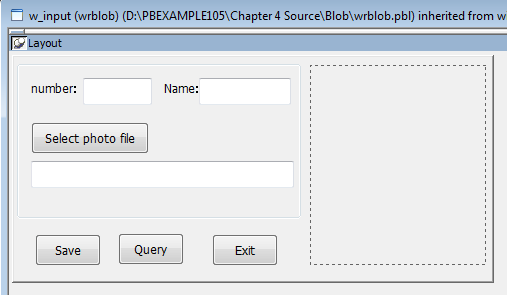 w_input (wrblob) (D:\PBEXAMPLE105\Chapter 4 Source\Blob\wrblob.pbl) inherited from w
Layout
number: Name:
Select photo file
Save Query Exit